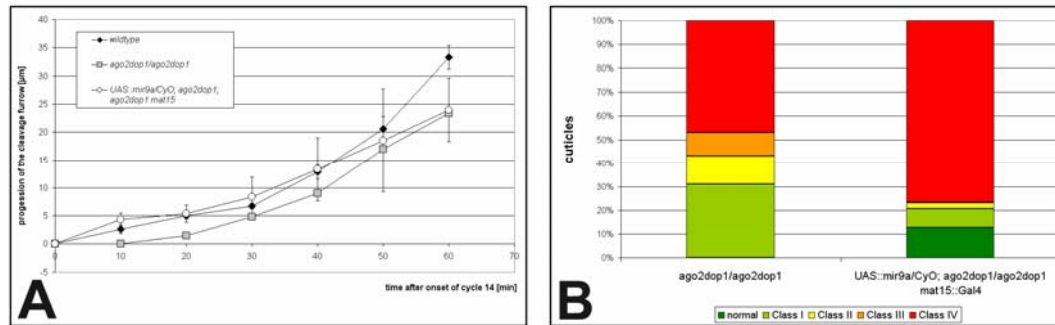 progession of the cleavage furrow [µm]
40
35
30
25
20
15
10
5
0
-5
wildtype
ago2dop1/ago2dop1
UAS::mir9a/CyO; ago2dop1;
ago2dop1 mat15
0 10 20 30 40 50 60 70
time after onset of cycle 14 [min]
A
cuticles
100%
90%
80%
70%
60%
50%
40%
30%
20%
10%
0%
ago2dop1/ago2dop1
UAS::mir9a/CyO; ago2dop1/ago2dop1
mat15::Gal4
normal Class I Class II Class III Class IV
B